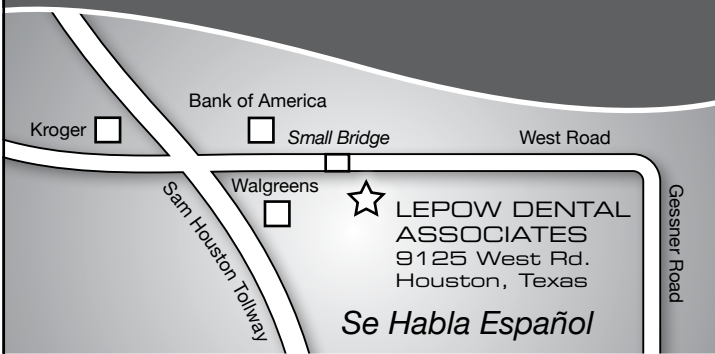 Bank of America
Kroger
Small Bridge
West Road
Walgreens
Sam Houston Tollway
Gessner Road
LEPOW DENTAL
ASSOCIATES
9125 West Rd.
Houston, Texas
Se Habla Español